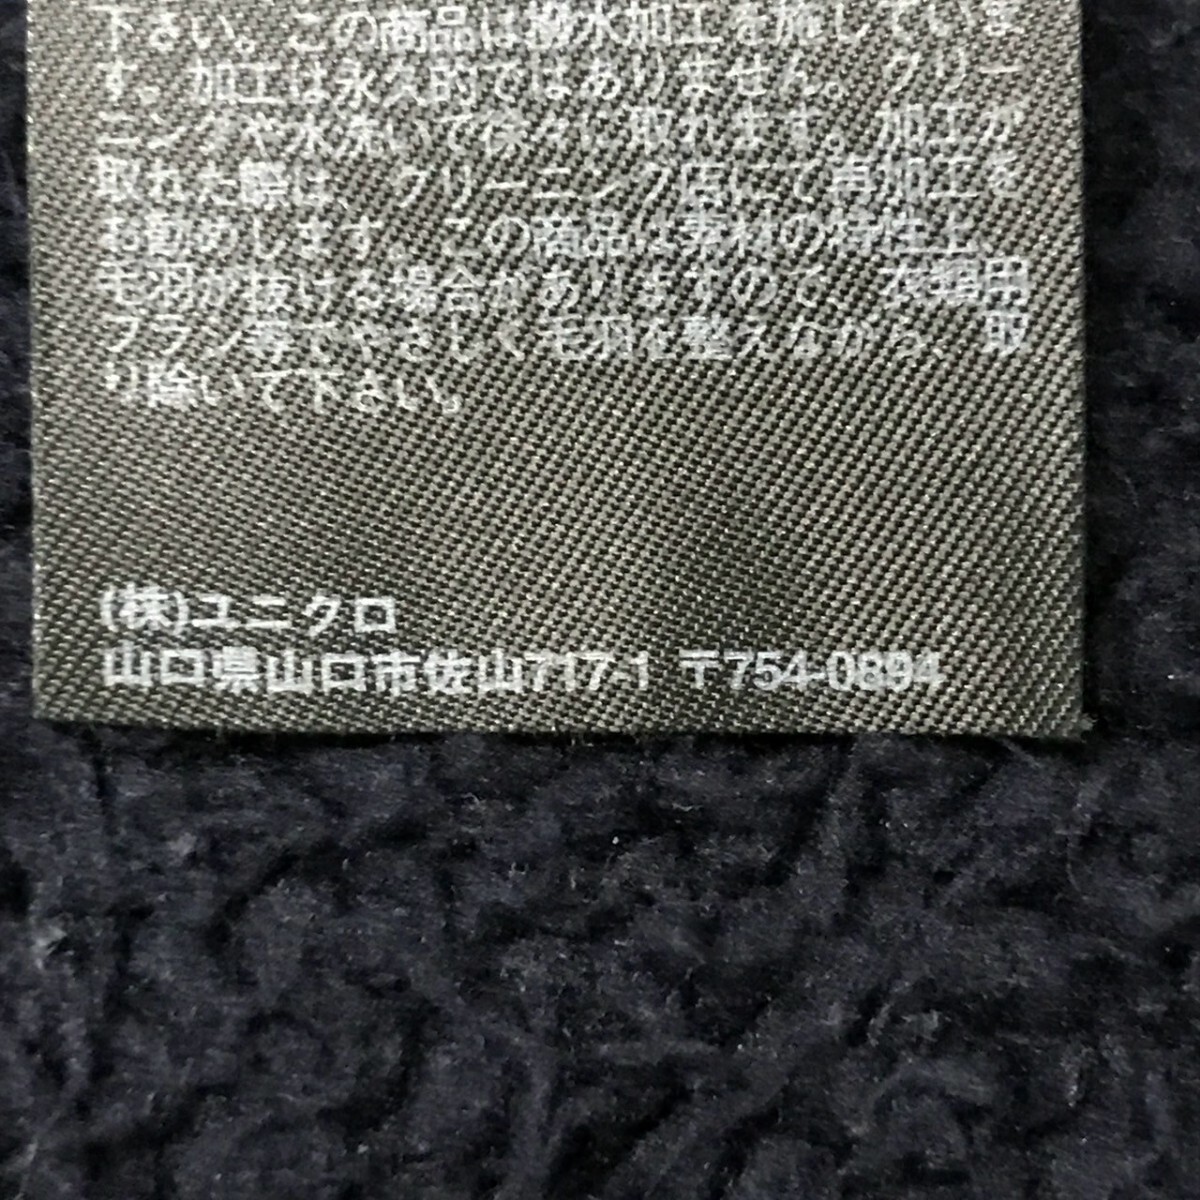 下さい。この商品は撥水加工を施していま
す。加工は永久的ではありません。クリー
ニングや水洗いで徐々に取れます。加工が
取れた際は、クリーニング店にて再加工を
お勧めします。この商品は素材の特性上、
毛羽が抜ける場合がありますので、衣類用
ブラシ等でやさしく毛羽を整えながら、取
り除いて下さい。
(株)ユニクロ
山口県山口市佐山717-1 〒754-0894